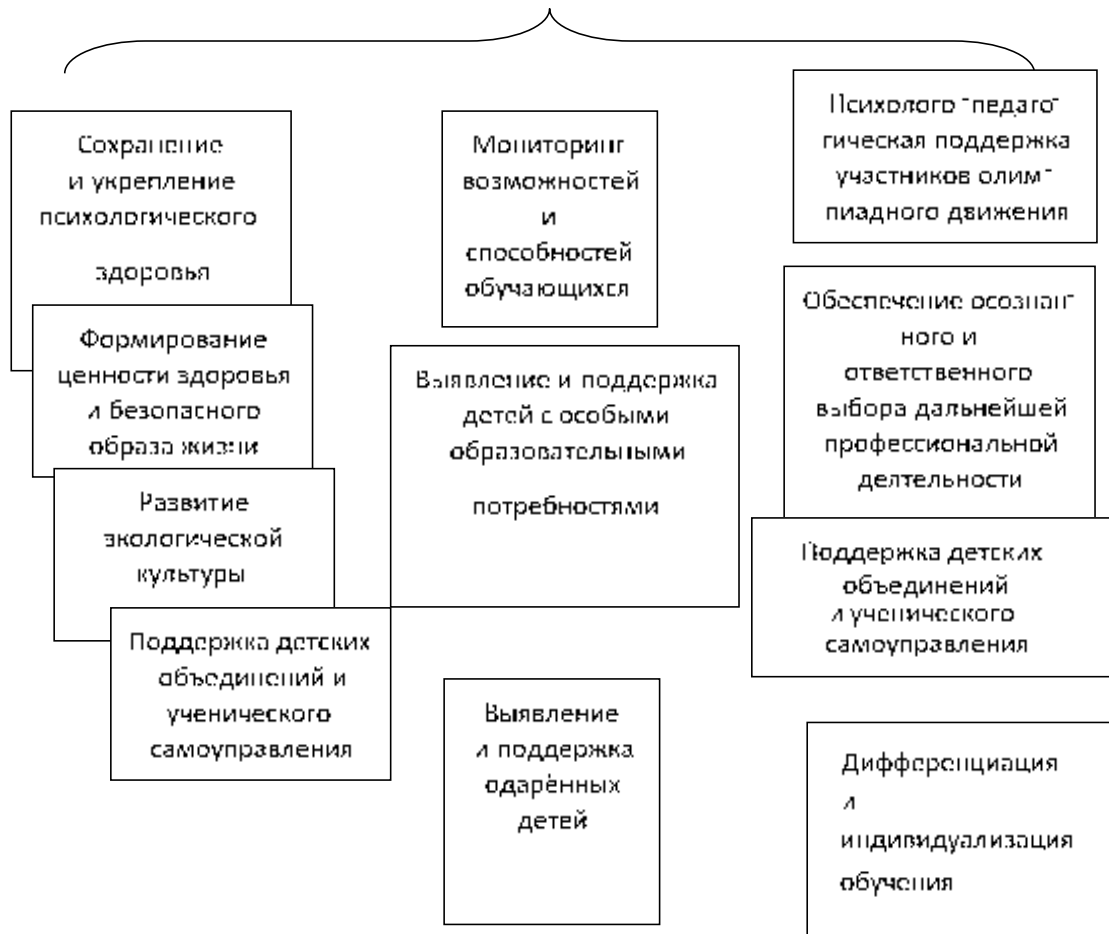 Сохранение
и укрепление
психологического
здоровья
Формирование
ценности здоровья
и безопасного
образа жизни
Развитие
экологической
культуры
Поддержка детских
объединений и
ученического
самоуправления
Мониторинг
возможностей
и
способностей
обучающихся
Выявление и поддержка
детей с особыми
образовательными
потребностями
Выявление
и поддержка
одарённых
детей
Психолого-педаго-
гическая поддержка
участников олим-
пиадного движения
Обеспечение осознан-
ного и
ответственного
выбора дальнейшей
профессиональной
деятельности
Поддержка детских
объединений
и ученического
самоуправления
Дифференциация
и
индивидуализация
обучения